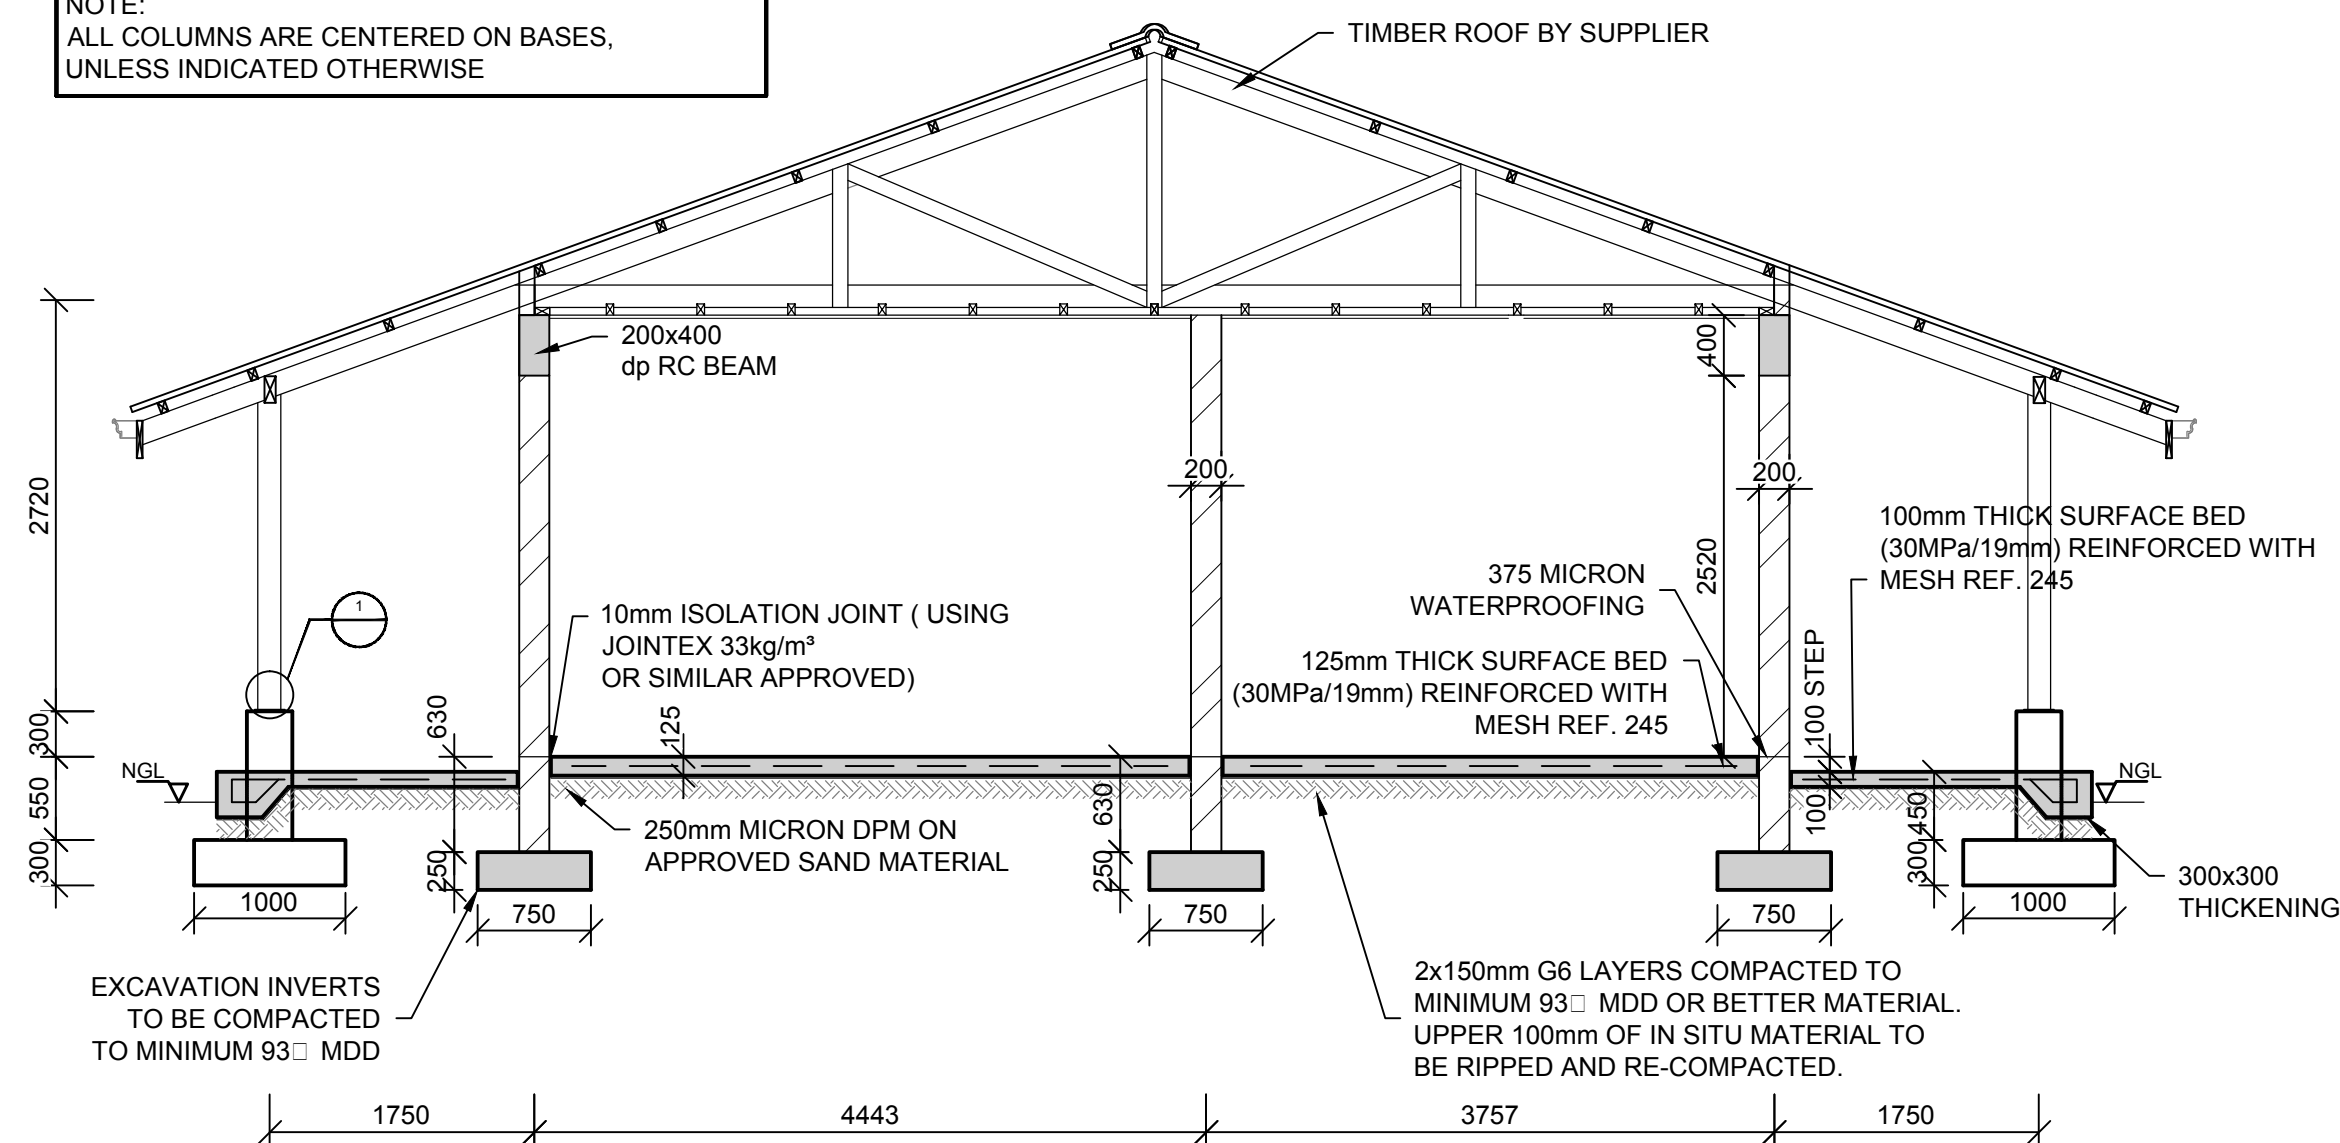 NOTE:
ALL COLUMNS ARE CENTERED ON BASES,
UNLESS INDICATED OTHERWISE
TIMBER ROOF BY SUPPLIER
200x400
dp RC BEAM
400
2720
200
200
2520
100mm THICK SURFACE BED
(30MPa/19mm) REINFORCED WITH
MESH REF. 245
375 MICRON
WATERPROOFING
1
10mm ISOLATION JOINT ( USING
JOINTEX 33kg/m³
OR SIMILAR APPROVED)
125mm THICK SURFACE BED
(30MPa/19mm) REINFORCED WITH
MESH REF. 245
100 STEP
300
630
125
NGL
NGL
550
630
100
450
250mm MICRON DPM ON
APPROVED SAND MATERIAL
300
250
250
300
300x300
THICKENING
1000
750
750
750
1000
EXCAVATION INVERTS
TO BE COMPACTED
TO MINIMUM 93□ MDD
2x150mm G6 LAYERS COMPACTED TO
MINIMUM 93□ MDD OR BETTER MATERIAL.
UPPER 100mm OF IN SITU MATERIAL TO
BE RIPPED AND RE-COMPACTED.
1750
4443
3757
1750